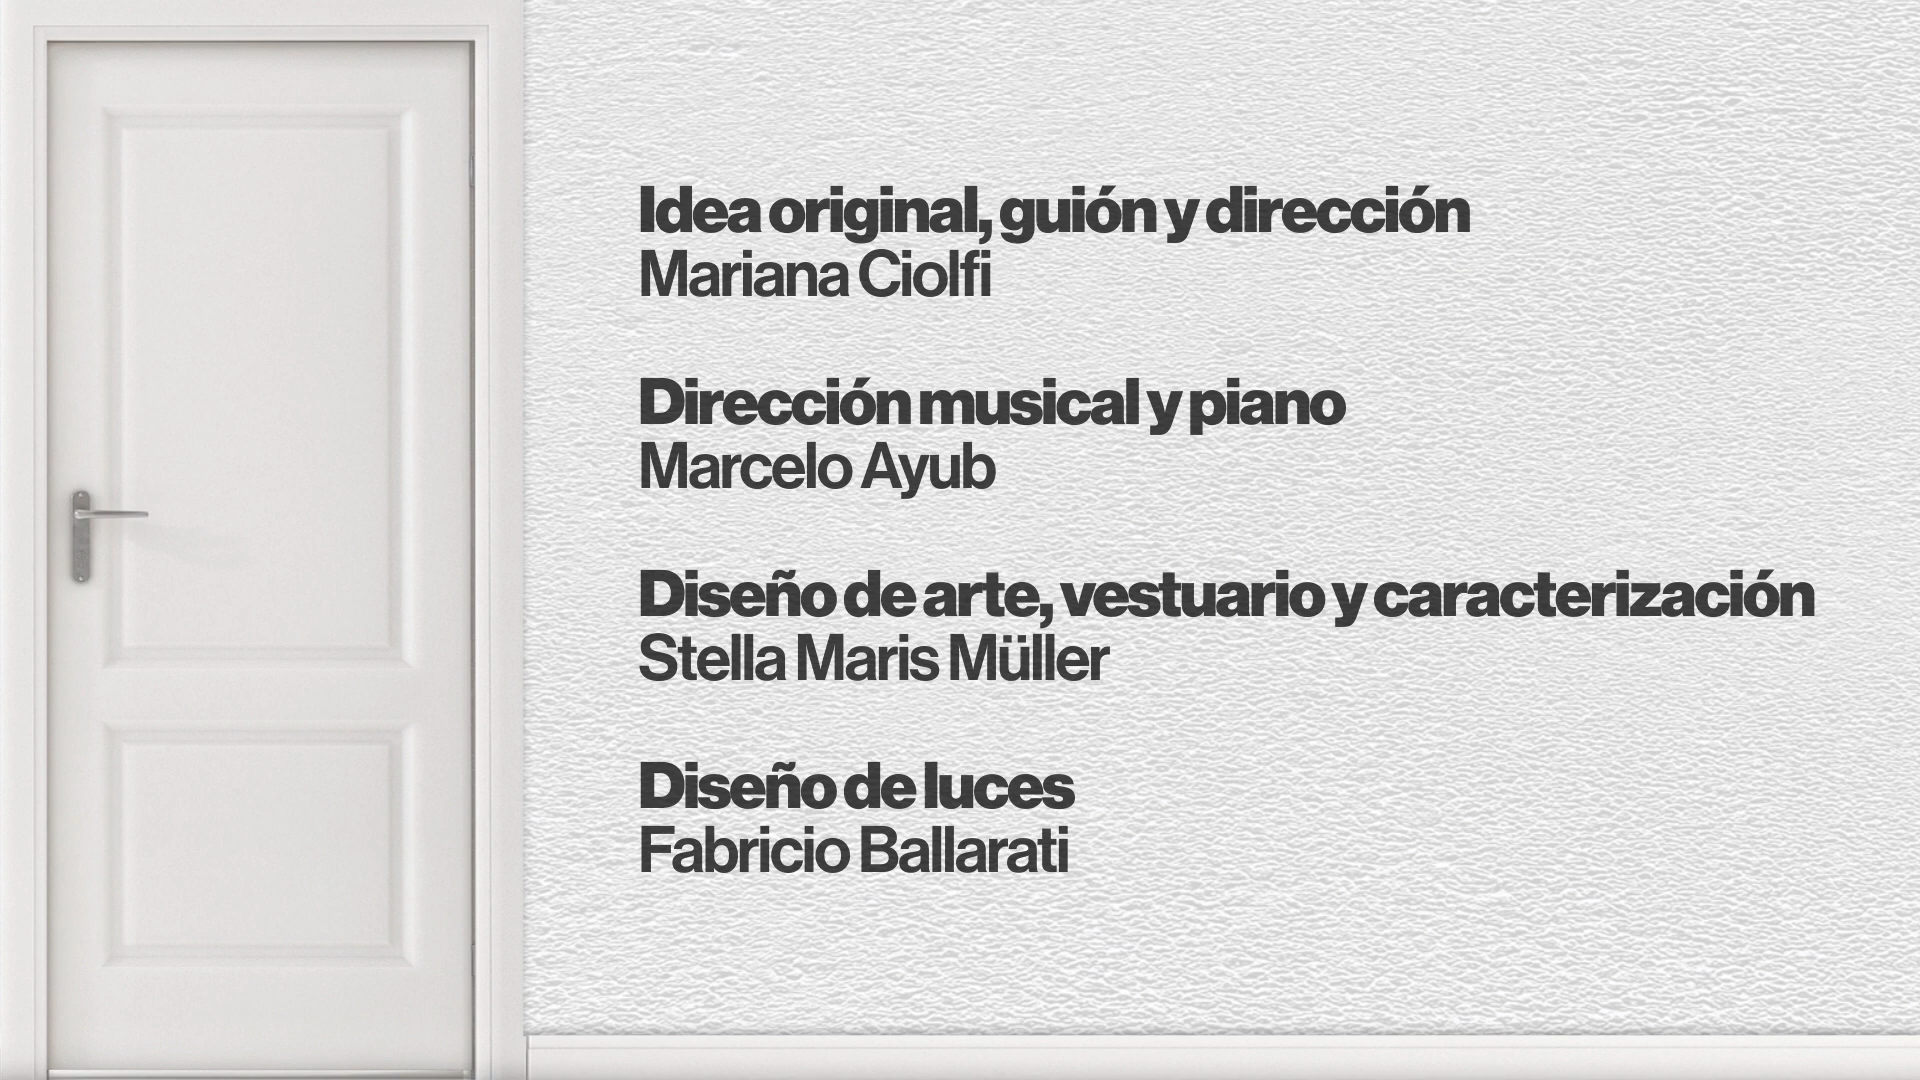 Idea original, guión y dirección
Mariana Ciolfi
Dirección musical y piano
Marcelo Ayub
Diseño de arte, vestuario y caracterización
Stella Maris Müller
Diseño de luces
Fabricio Ballarati